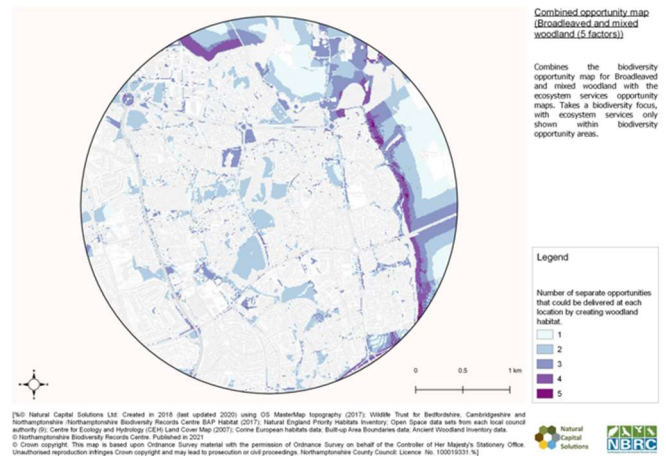 Combined opportunity map
(Broadleaved and mixed
woodland (5 factors))
Combines the biodiversity
opportunity map for Broadleaved
and mixed woodland with the
ecosystem services opportunity
maps. Takes a biodiversity focus,
with ecosystem services only
shown within biodiversity
opportunity areas.
Legend
Number of separate opportunities
that could be delivered at each
location by creating woodland
habitat.
1
2
3
4
5
0 0.5 1 km
[%© Natural Capital Solutions Ltd: Created in 2018 (last updated 2020) using OS MasterMap topography (2017); Wildlife Trust for Bedfordshire, Cambridgeshire and
Northamptonshire /Northamptonshire Biodiversity Records Centre BAP Habitat (2017); Natural England Priority Habitats Inventory; Open Space data sets from each local council
authority (9); Centre for Ecology and Hydrology (CEH) Land Cover Map (2007); Corine European habitats data; Built-up Area Boundaries data; Ancient Woodland Inventory data.
© Northamptonshire Biodiversity Records Centre. Published in 2021
© Crown copyright. This map is based upon Ordnance Survey material with the permission of Ordnance Survey on behalf of the Controller of Her Majesty's Stationery Office.
Unauthorised reproduction infringes Crown copyright and may lead to prosecution or civil proceedings. Northamptonshire County Council: Licence No. 100019331.%]
Natural
Capital
Solutions
NBRC